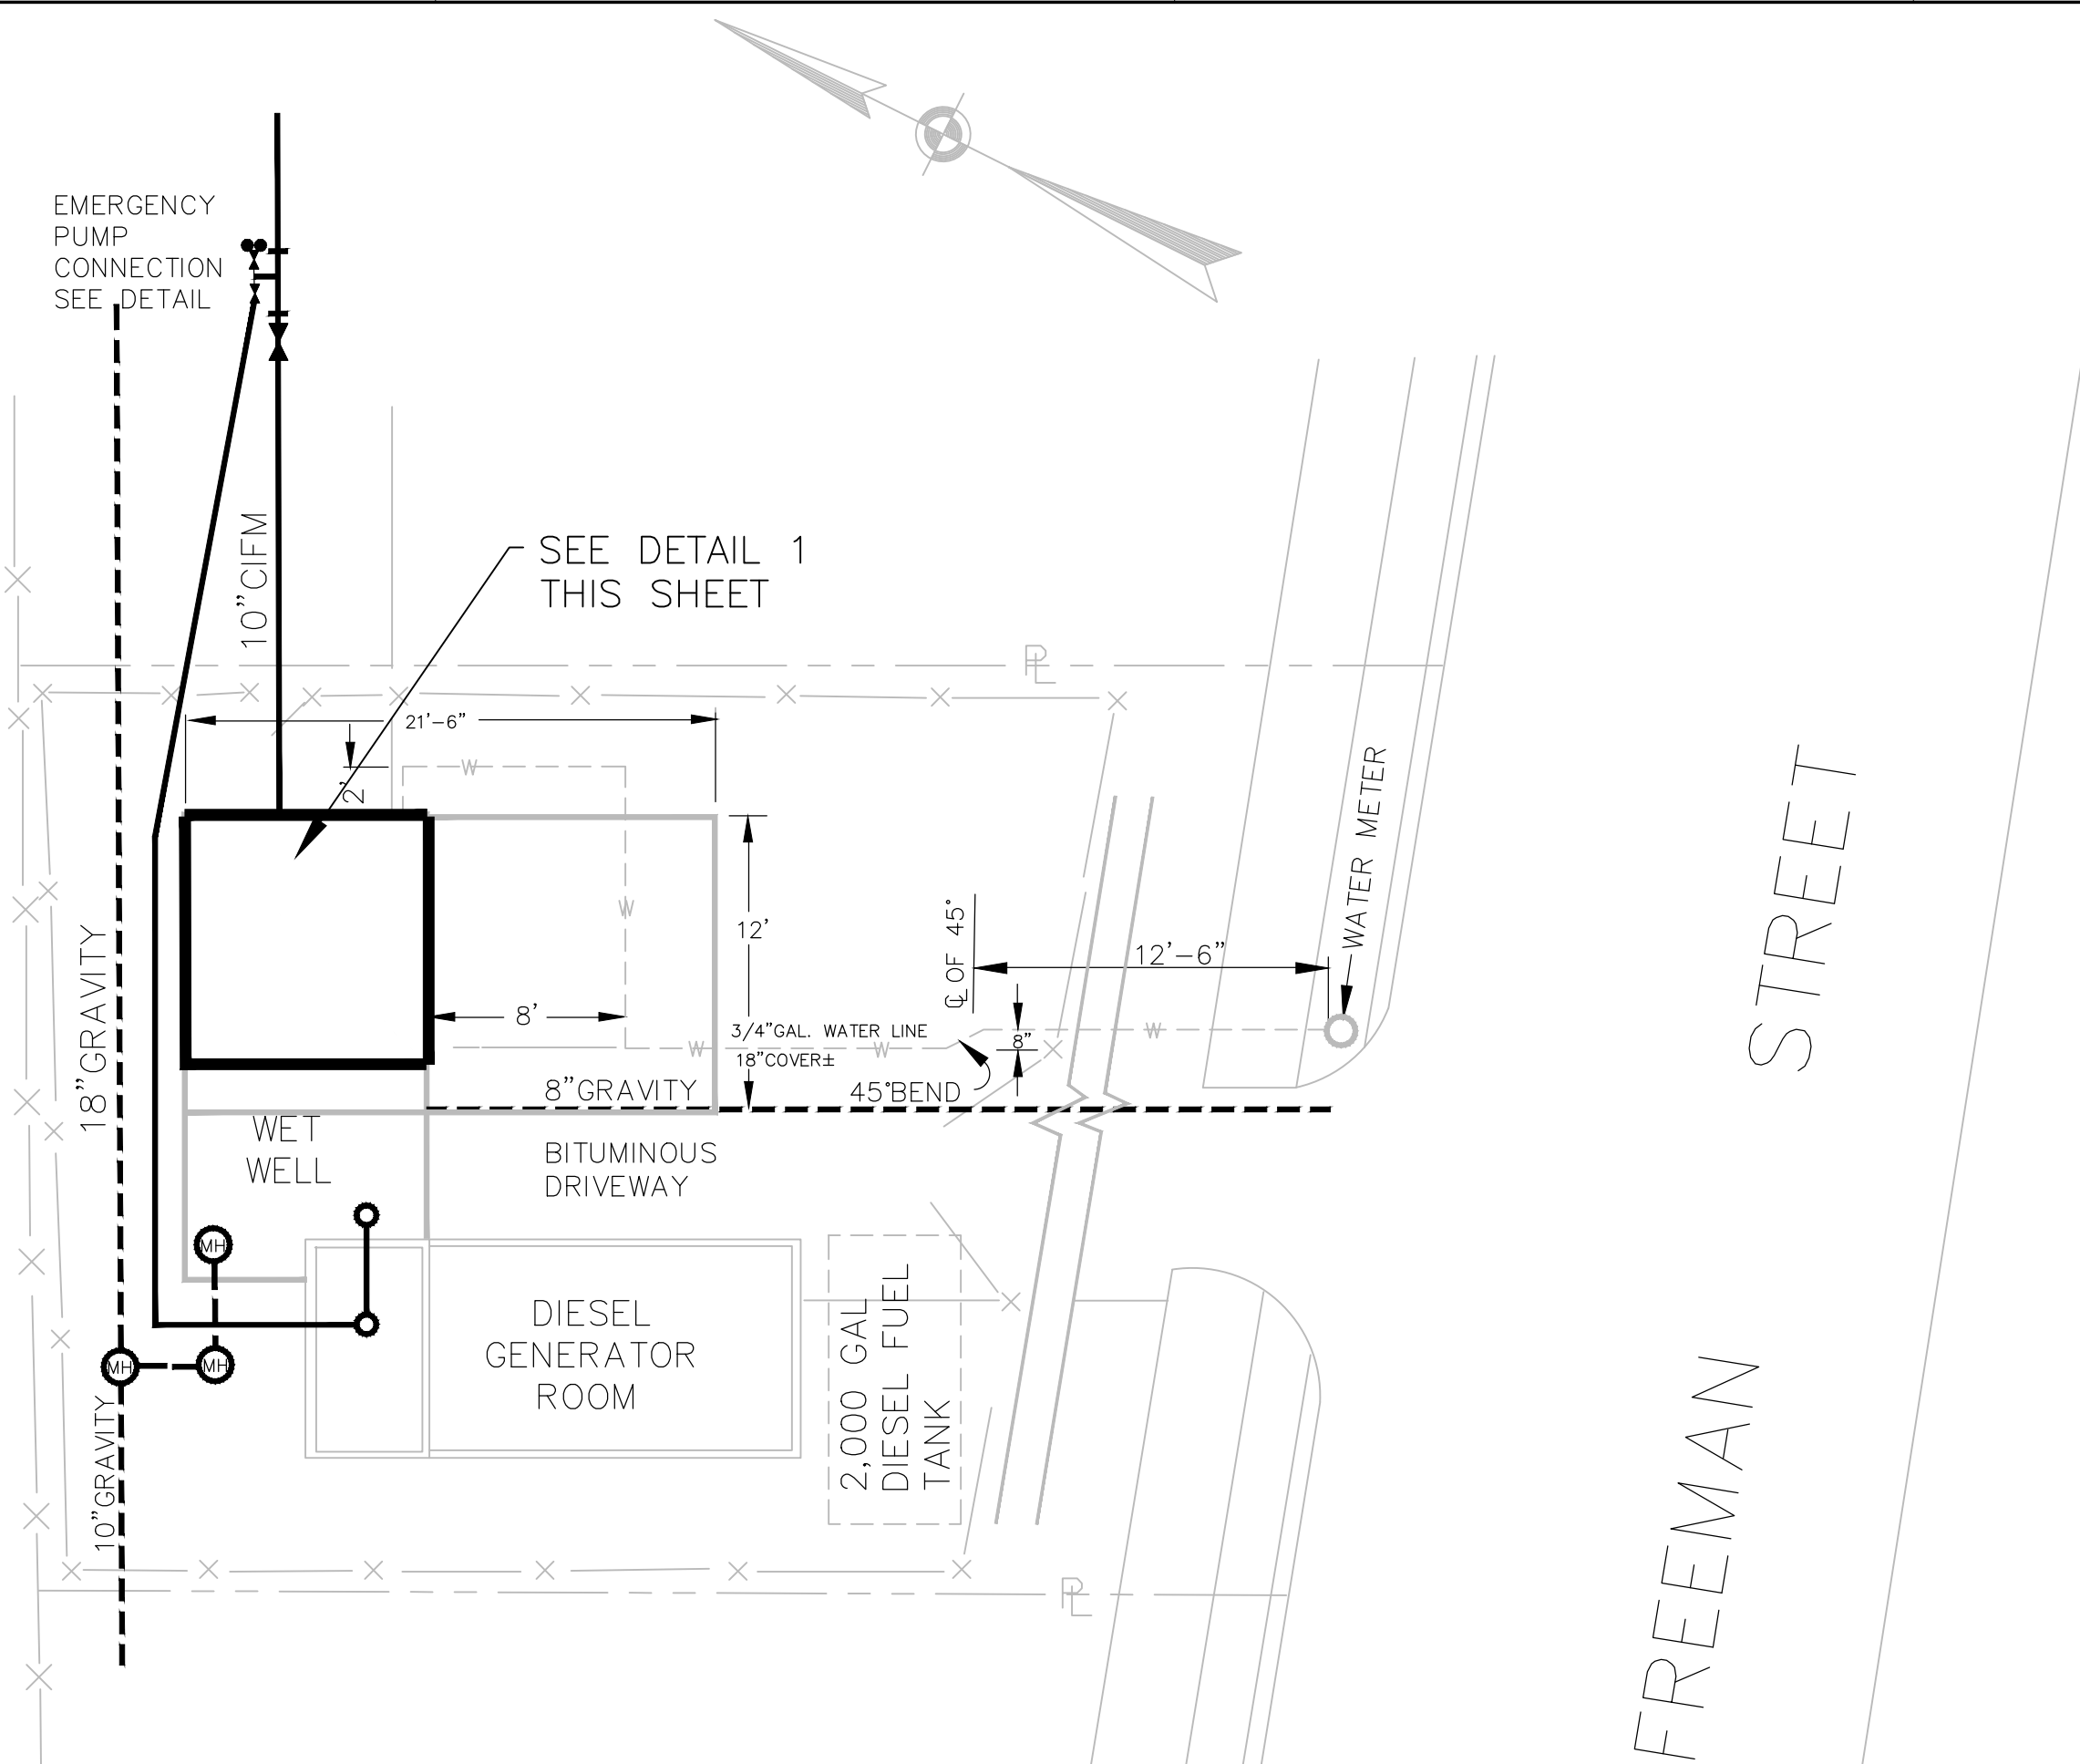 EMERGENCY
PUMP
CONNECTION
SEE DETAIL
10"CIFM
SEE DETAIL 1
THIS SHEET
PL
21'-6"
2'
W
W
12'
8'
18"GRAVITY
℄ OF 45°
12'-6"
WATER METER
3/4"GAL. WATER LINE
18"COVER±
W
W
W
8"
8"GRAVITY
45°BEND
WET
WELL
BITUMINOUS
DRIVEWAY
MH
MH
MH
DIESEL
GENERATOR
ROOM
2,000 GAL
DIESEL FUEL
TANK
10"GRAVITY
PL
FREEMAN STREET